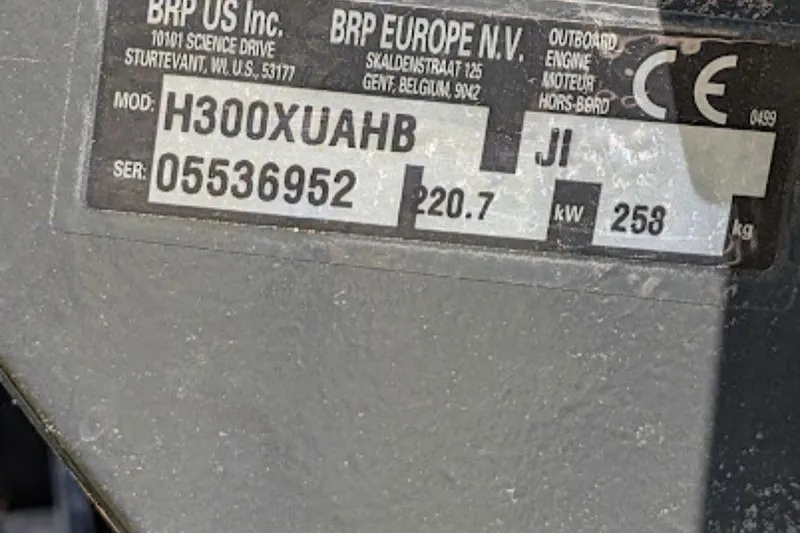 BRP US Inc.
10101 SCIENCE DRIVE
STURTEVANT, WI. U.S., 53177
BRP EUROPE N.V.
SKALDENSTRAAT 125
GENT, BELGIUM, 9042
OUTBOARD
ENGINE
MOTEUR
HORS-BORD
CE
0499
MOD: H300XUAHB
JI
SER: 05536952
220.7 kW 258 kg